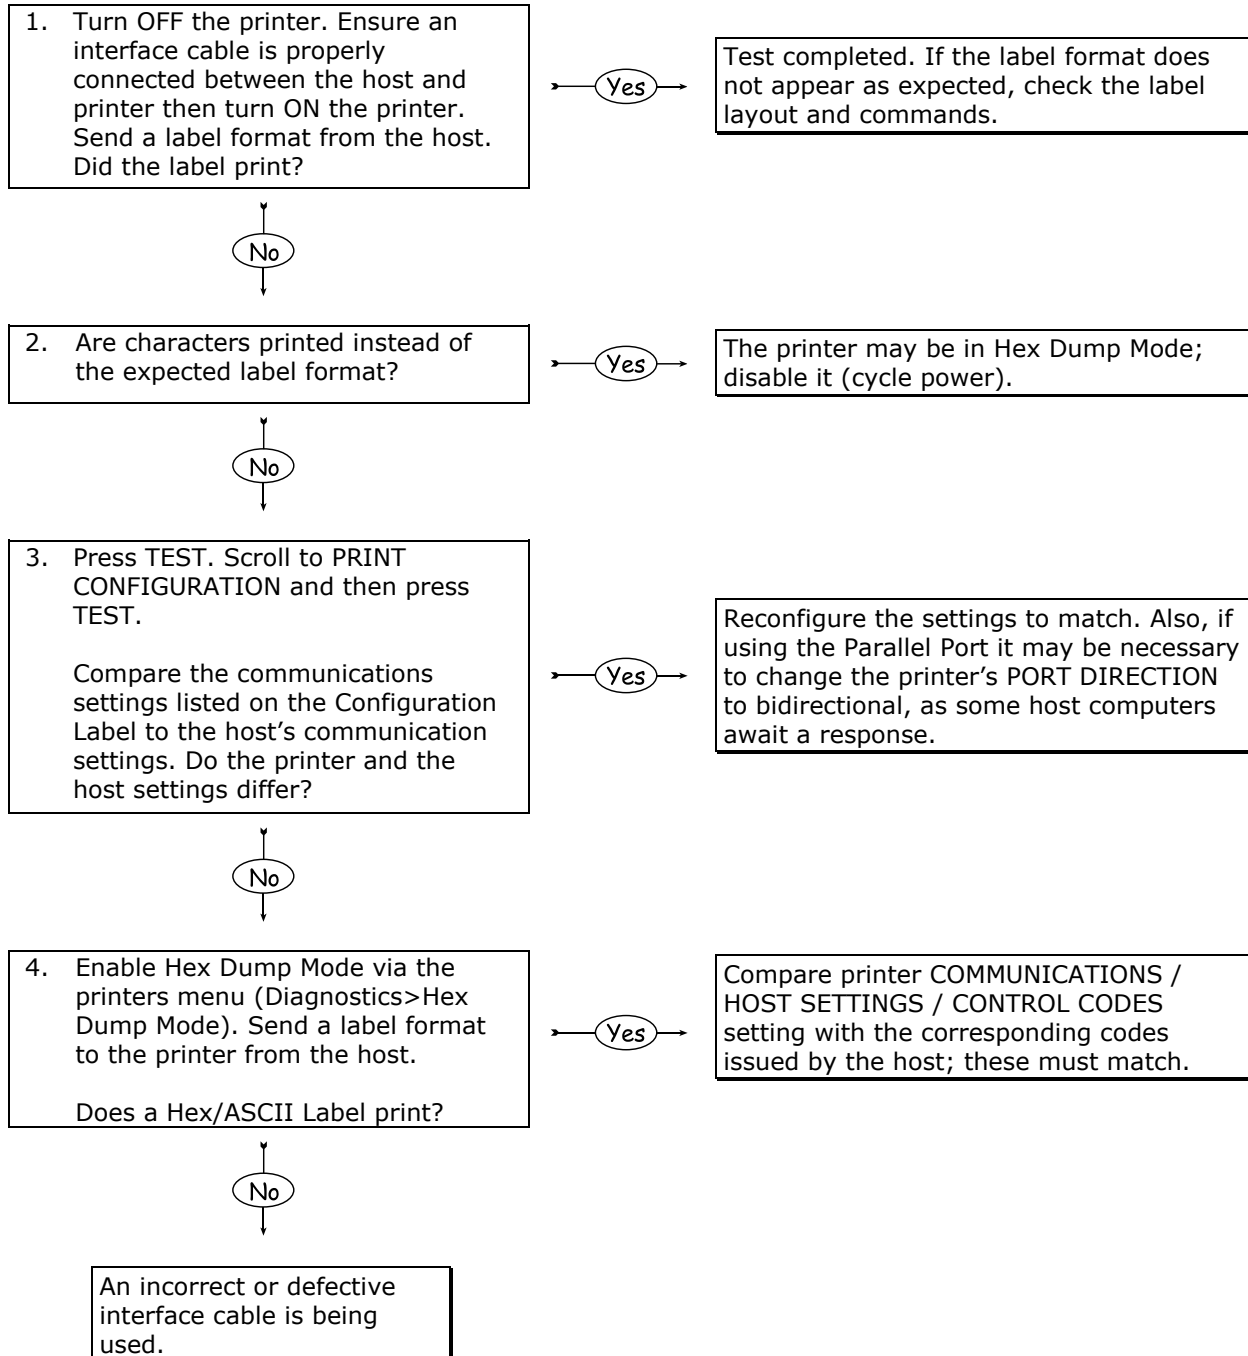 1. Turn OFF the printer. Ensure an
interface cable is properly
connected between the host and
printer then turn ON the printer.
Send a label format from the host.
Did the label print?
Yes
Test completed. If the label format does
not appear as expected, check the label
layout and commands.
No
2. Are characters printed instead of
the expected label format?
Yes
The printer may be in Hex Dump Mode;
disable it (cycle power).
No
3. Press TEST. Scroll to PRINT
CONFIGURATION and then press
TEST.
Compare the communications
settings listed on the Configuration
Label to the host's communication
settings. Do the printer and the
host settings differ?
Yes
Reconfigure the settings to match. Also, if
using the Parallel Port it may be necessary
to change the printer's PORT DIRECTION
to bidirectional, as some host computers
await a response.
No
4. Enable Hex Dump Mode via the
printers menu (Diagnostics>Hex
Dump Mode). Send a label format
to the printer from the host.
Does a Hex/ASCII Label print?
Yes
Compare printer COMMUNICATIONS /
HOST SETTINGS / CONTROL CODES
setting with the corresponding codes
issued by the host; these must match.
No
An incorrect or defective
interface cable is being
used.